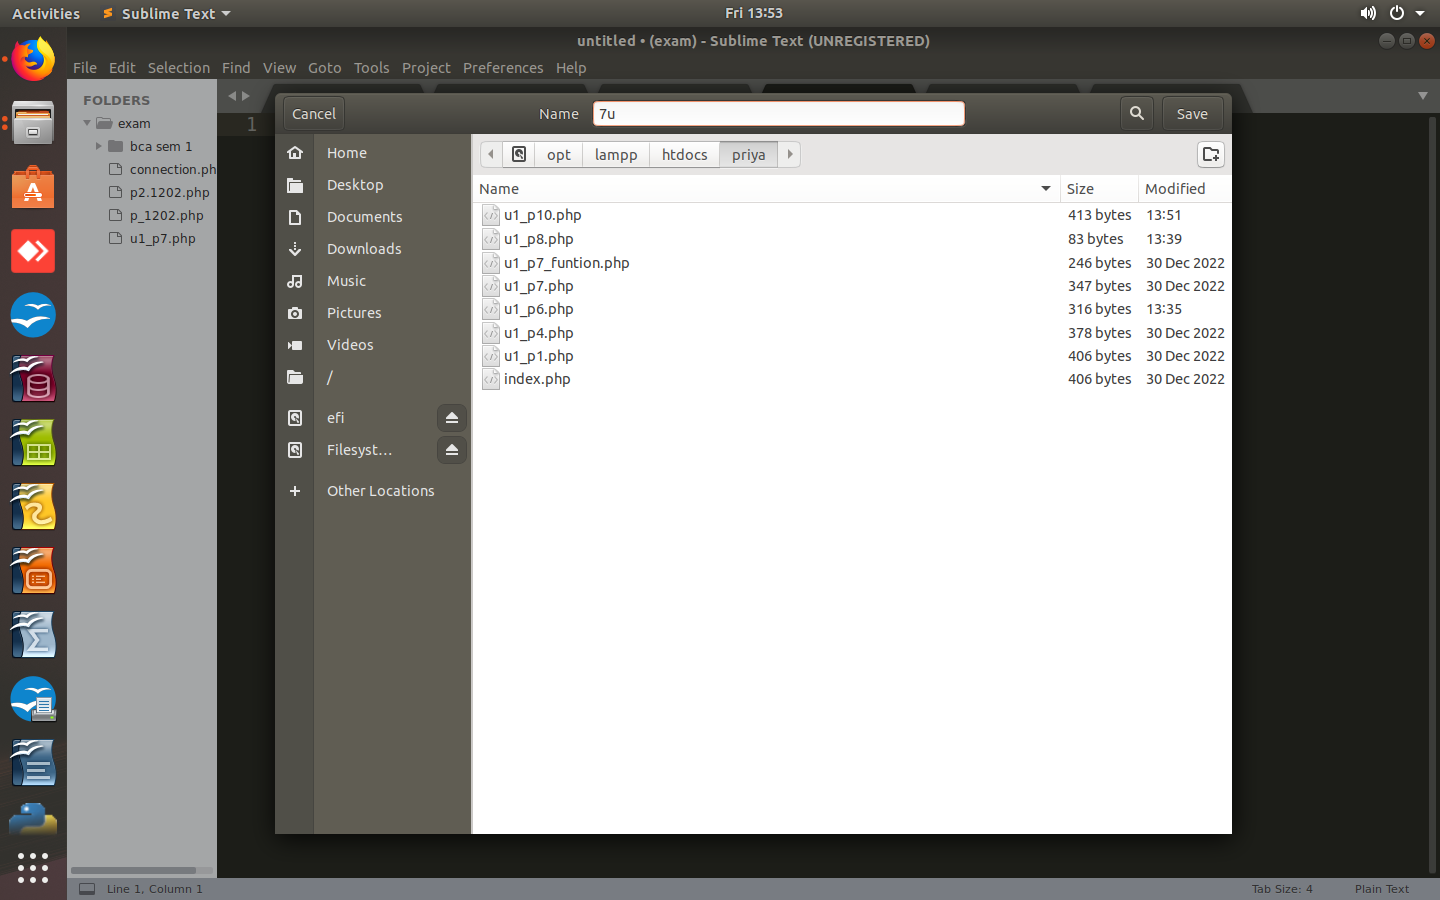 Activities
Sublime Text
Fri 13:53
untitled • (exam) - Sublime Text (UNREGISTERED)
File Edit Selection Find View Goto Tools Project Preferences Help
FOLDERS
exam
bca sem 1
connection.ph
p2.1202.php
p_1202.php
u1_p7.php
1
Cancel
Name
7u
Save
Home
Desktop
Documents
Downloads
Music
Pictures
Videos
/
efi
Filesyst...
Other Locations
opt lampp htdocs priya
Name Size Modified
u1_p10.php 413 bytes 13:51
u1_p8.php 83 bytes 13:39
u1_p7_funtion.php 246 bytes 30 Dec 2022
u1_p7.php 347 bytes 30 Dec 2022
u1_p6.php 316 bytes 13:35
u1_p4.php 378 bytes 30 Dec 2022
u1_p1.php 406 bytes 30 Dec 2022
index.php 406 bytes 30 Dec 2022
Line 1, Column 1
Tab Size: 4
Plain Text